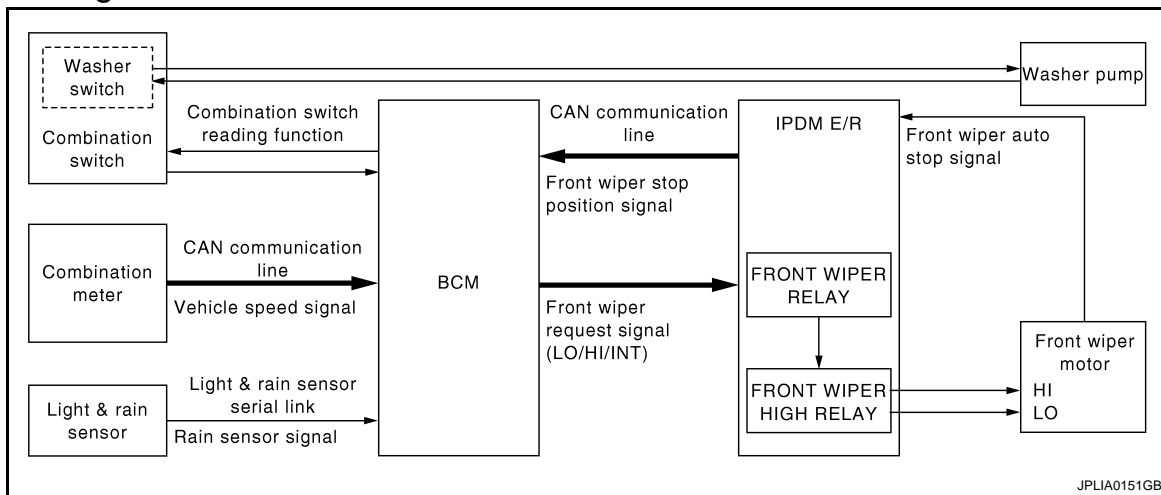 Washer
switch
Combination
switch
Combination switch
reading function
CAN communication
line
Front wiper stop
position signal
IPDM E/R
Washer pump
Front wiper auto
stop signal
Combination
meter
CAN communication
line
Vehicle speed signal
BCM
Front wiper
request signal
(LO/HI/INT)
FRONT WIPER
RELAY
FRONT WIPER
HIGH RELAY
Front wiper
motor
HI
LO
Light & rain
sensor
Light & rain sensor
serial link
Rain sensor signal
JPLIA0151GB